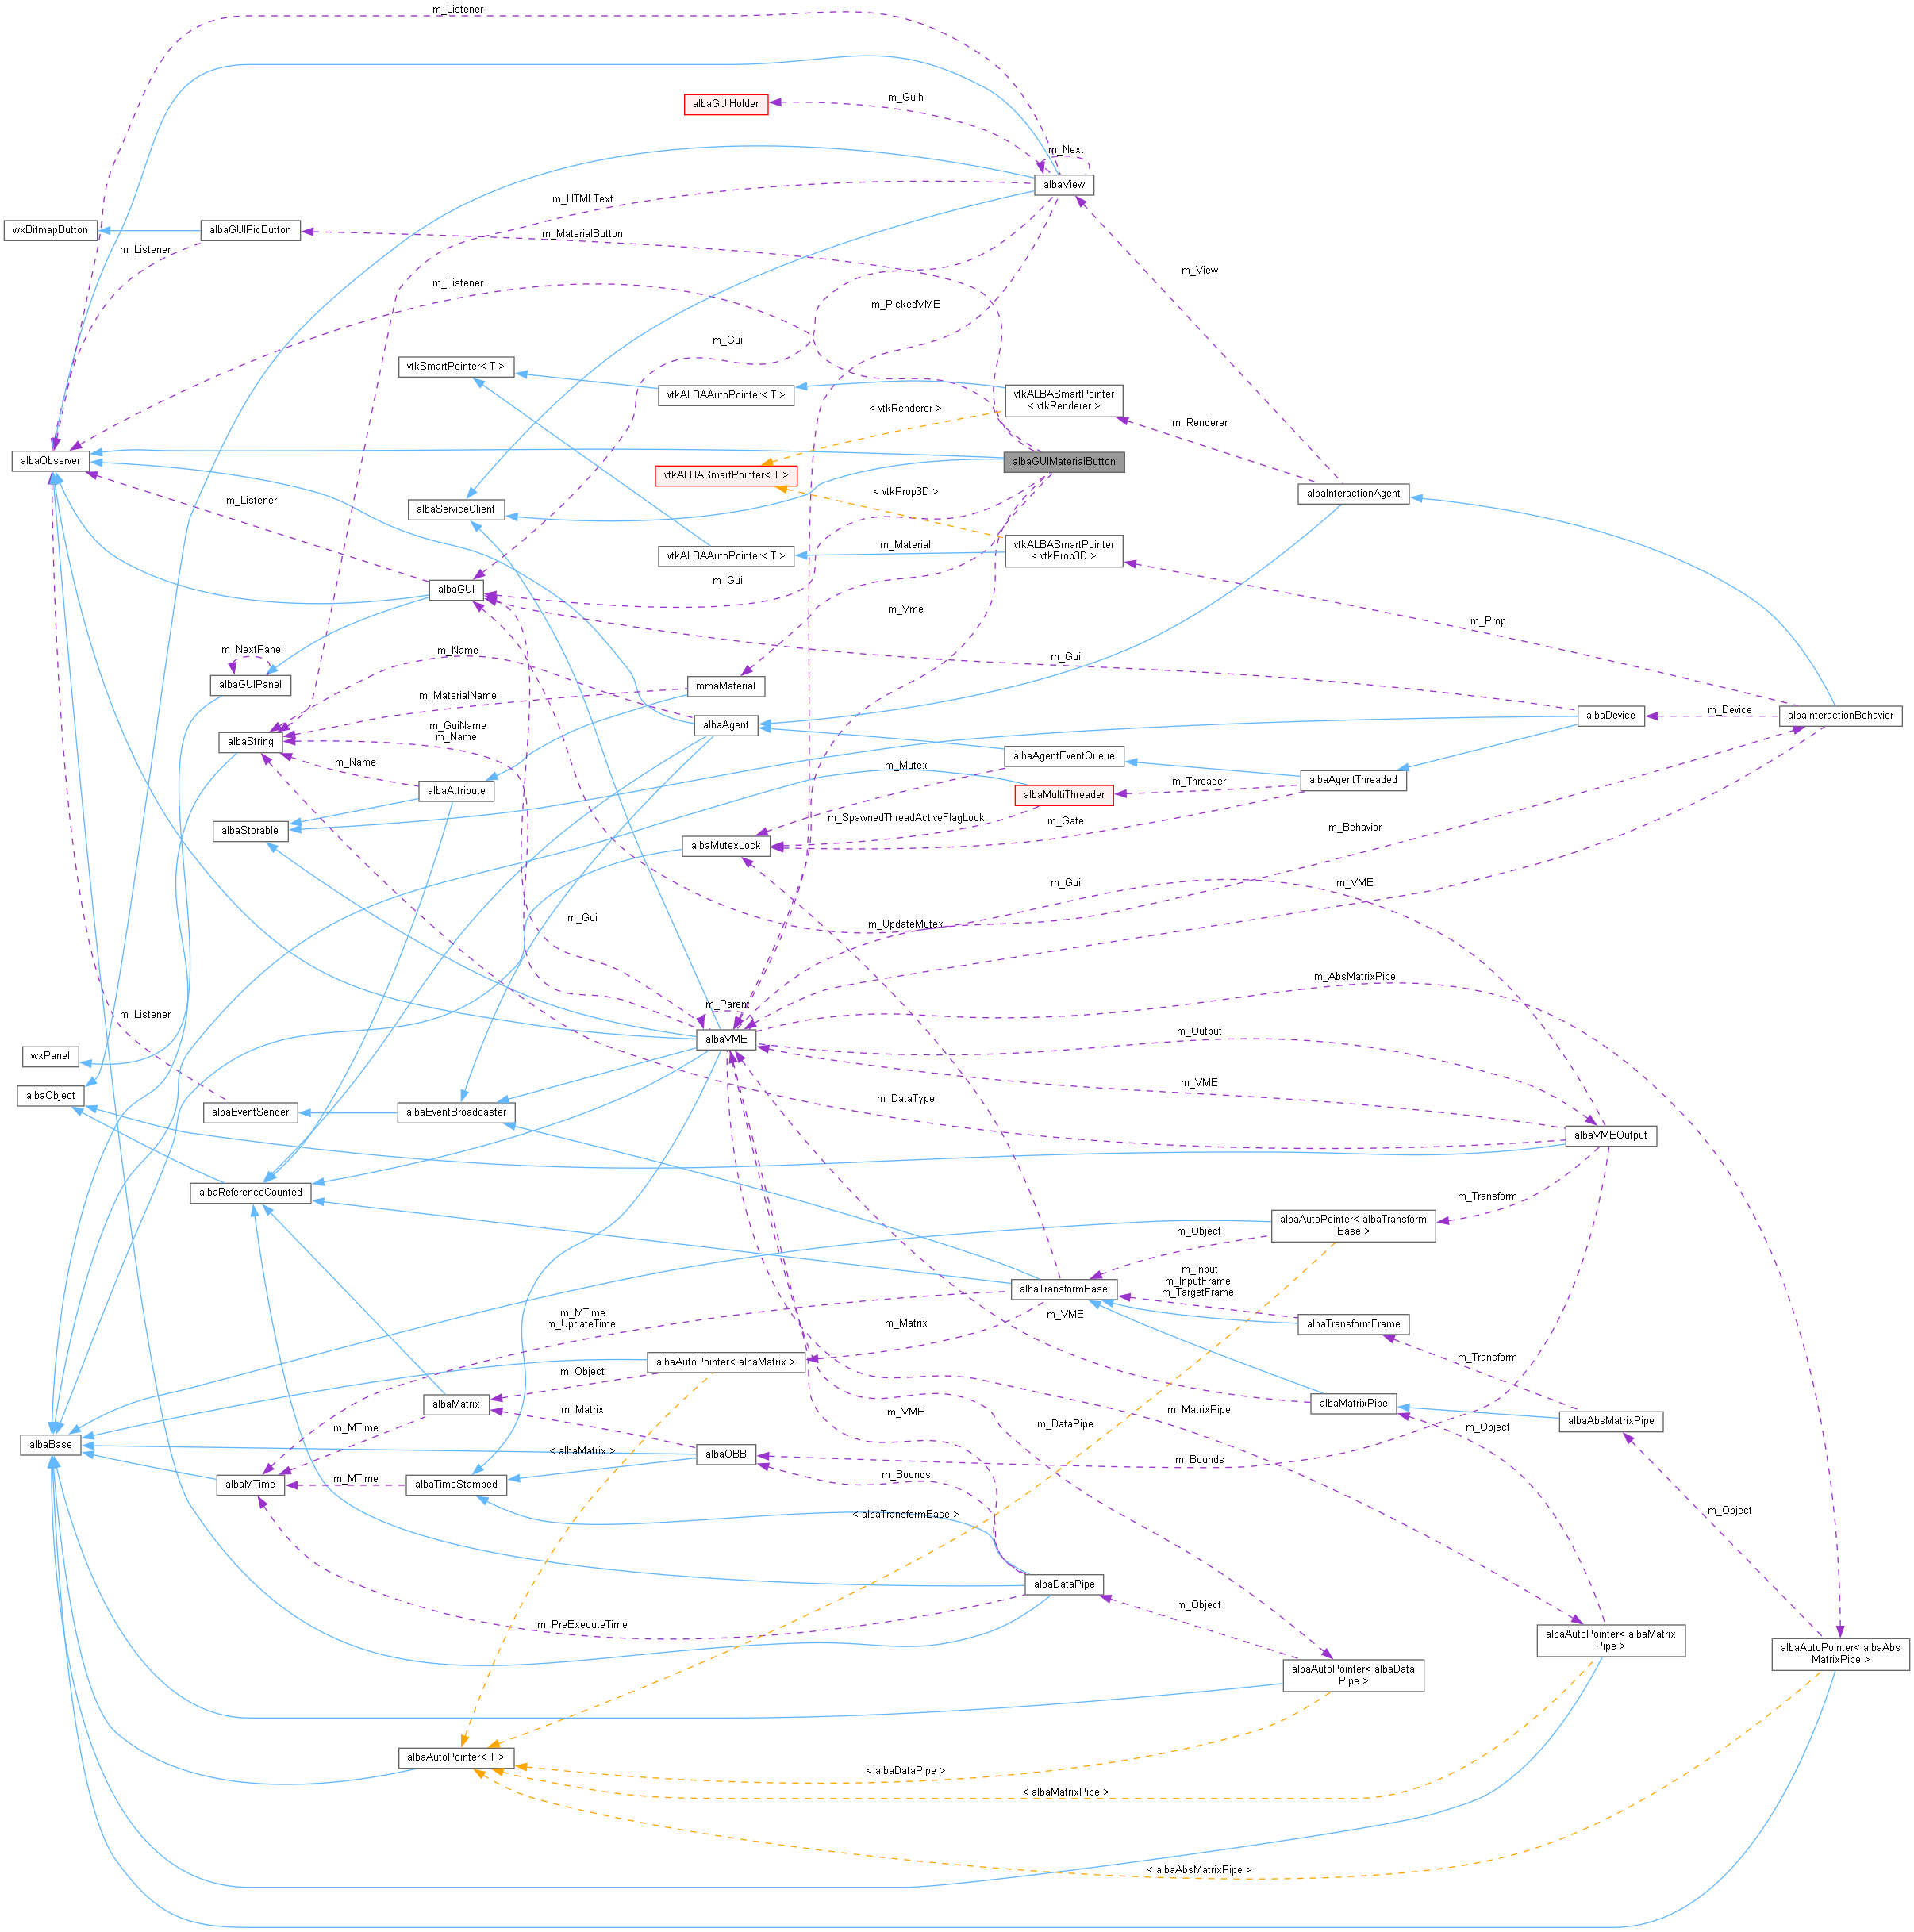 m_Listener
albaGUIHolder
m_Guih
m_Next
albaView
m_HTMLText
wxBitmapButton
albaGUIPicButton
m_MaterialButton
m_Listener
m_View
m_Listener
m_PickedVME
m_Gui
vtkSmartPointer< T >
vtkALBAAutoPointer< T >
vtkALBASmartPointer
< vtkRenderer >
< vtkRenderer >
m_Renderer
albaObserver
albaGUIMaterialButton
vtkALBASmartPointer< T >
albaInteractionAgent
< vtkProp3D >
m_Listener
albaServiceClient
vtkALBAAutoPointer< T >
m_Material
vtkALBASmartPointer
< vtkProp3D >
albaGUI
m_Gui
m_Vme
m_Prop
m_NextPanel
m_Name
m_Gui
albaGUIPanel
mmaMaterial
m_MaterialName
albaAgent
albaDevice
m_Device
albaInteractionBehavior
m_GuiName
m_Name
albaString
albaAgentEventQueue
m_Name
m_Mutex
albaAgentThreaded
m_Threader
albaAttribute
albaMultiThreader
albaStorable
m_SpawnedThreadActiveFlagLock
m_Gate
m_Behavior
albaMutexLock
m_Gui
m_VME
m_Gui
m_UpdateMutex
m_AbsMatrixPipe
m_Parent
m_Listener
albaVME
m_Output
wxPanel
m_VME
albaObject
m_DataType
albaEventSender
albaEventBroadcaster
albaVMEOutput
albaReferenceCounted
m_Transform
albaAutoPointer< albaTransform
Base >
m_Object
m_Input
m_InputFrame
m_TargetFrame
albaTransformBase
m_MTime
m_UpdateTime
m_Matrix
m_VME
albaTransformFrame
m_Transform
albaAutoPointer< albaMatrix >
m_Object
albaMatrix
albaMatrixPipe
m_Matrix
m_VME
m_MatrixPipe
albaAbsMatrixPipe
m_MTime
m_DataPipe
m_Object
albaBase
< albaMatrix >
albaOBB
m_Bounds
m_Bounds
albaMTime
m_MTime
albaTimeStamped
m_Object
< albaTransformBase >
albaDataPipe
m_Object
m_PreExecuteTime
albaAutoPointer< albaMatrix
Pipe >
albaAutoPointer< albaAbs
MatrixPipe >
albaAutoPointer< albaData
Pipe >
albaAutoPointer< T >
< albaDataPipe >
< albaMatrixPipe >
< albaAbsMatrixPipe >